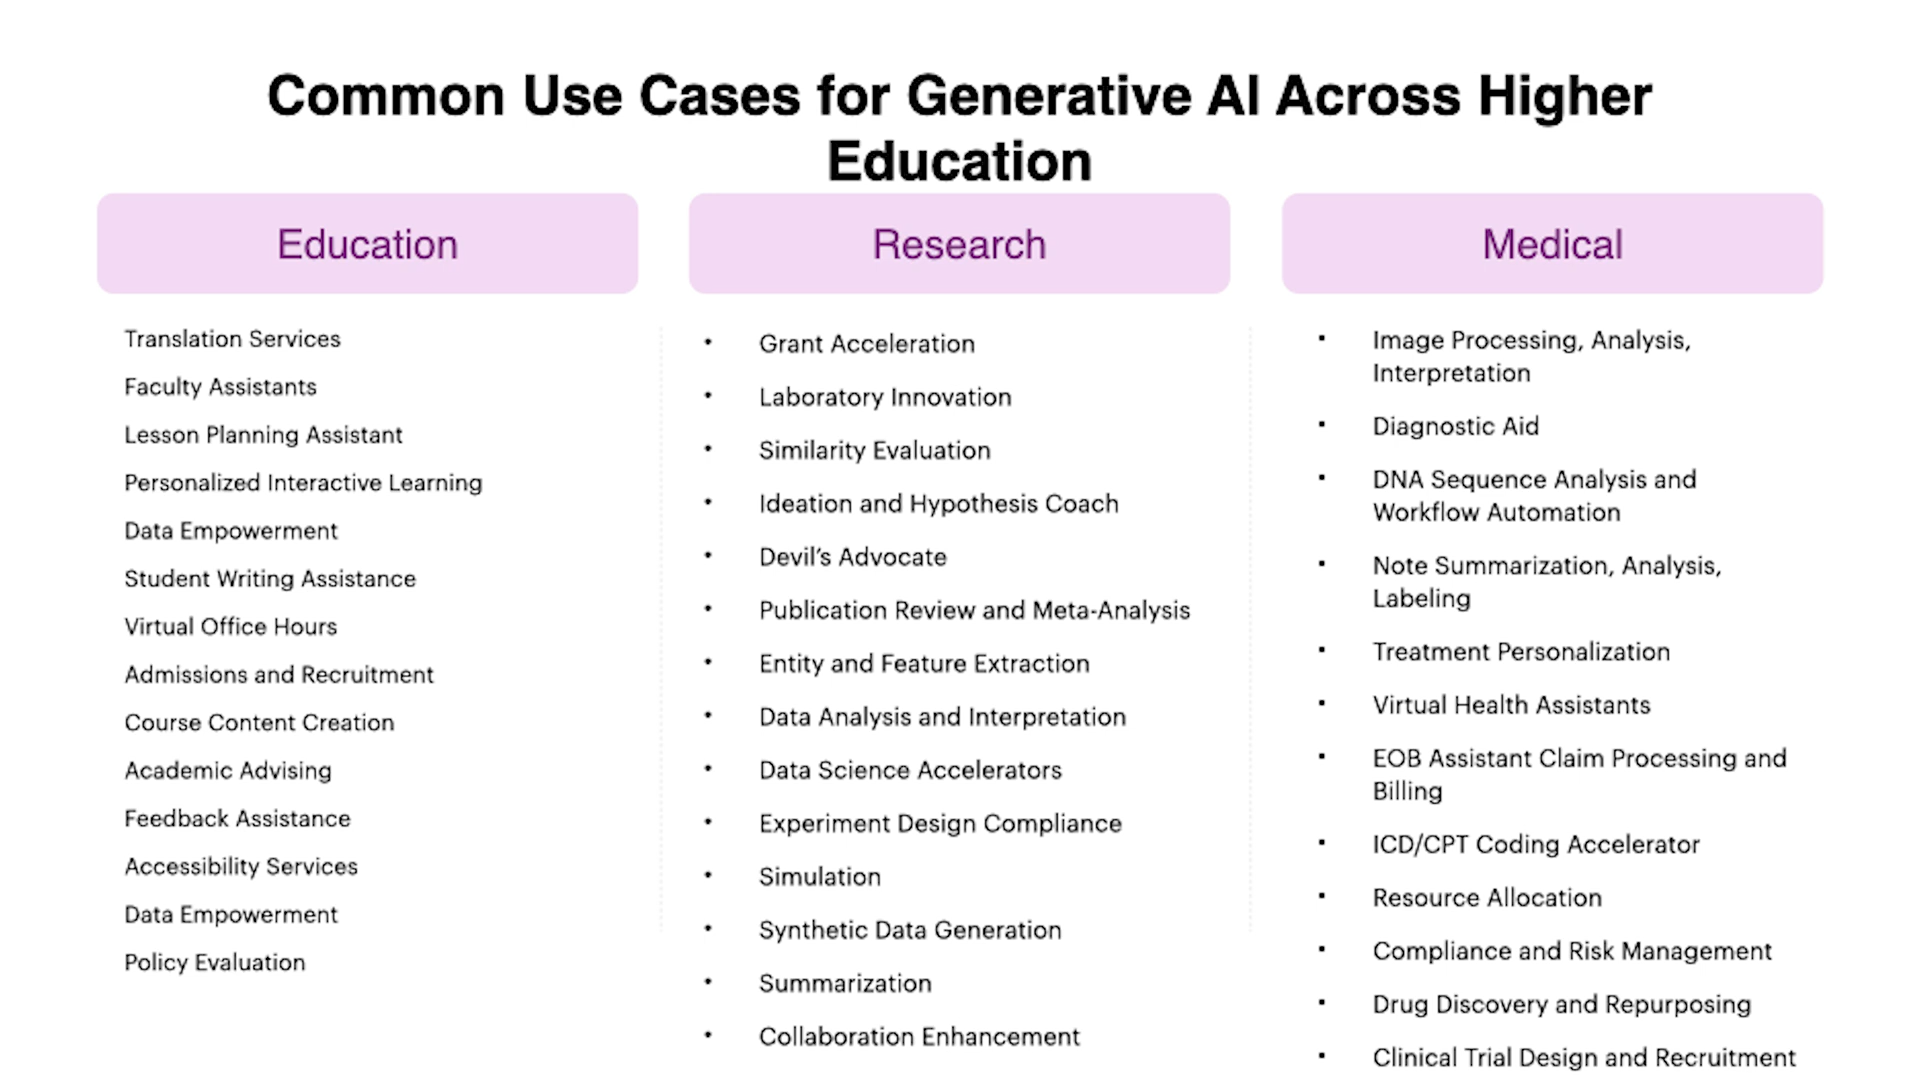 Common Use Cases for Generative AI Across Higher
Education
Education
Translation Services
Faculty Assistants
Lesson Planning Assistant
Personalized Interactive Learning
Data Empowerment
Student Writing Assistance
Virtual Office Hours
Admissions and Recruitment
Course Content Creation
Academic Advising
Feedback Assistance
Accessibility Services
Data Empowerment
Policy Evaluation
Research
• Grant Acceleration
• Laboratory Innovation
• Similarity Evaluation
• Ideation and Hypothesis Coach
• Devil’s Advocate
• Publication Review and Meta-Analysis
• Entity and Feature Extraction
• Data Analysis and Interpretation
• Data Science Accelerators
• Experiment Design Compliance
• Simulation
• Synthetic Data Generation
• Summarization
• Collaboration Enhancement
Medical
▪ Image Processing, Analysis,
Interpretation
▪ Diagnostic Aid
▪ DNA Sequence Analysis and
Workflow Automation
▪ Note Summarization, Analysis,
Labeling
▪ Treatment Personalization
▪ Virtual Health Assistants
▪ EOB Assistant Claim Processing and
Billing
▪ ICD/CPT Coding Accelerator
▪ Resource Allocation
▪ Compliance and Risk Management
▪ Drug Discovery and Repurposing
▪ Clinical Trial Design and Recruitment